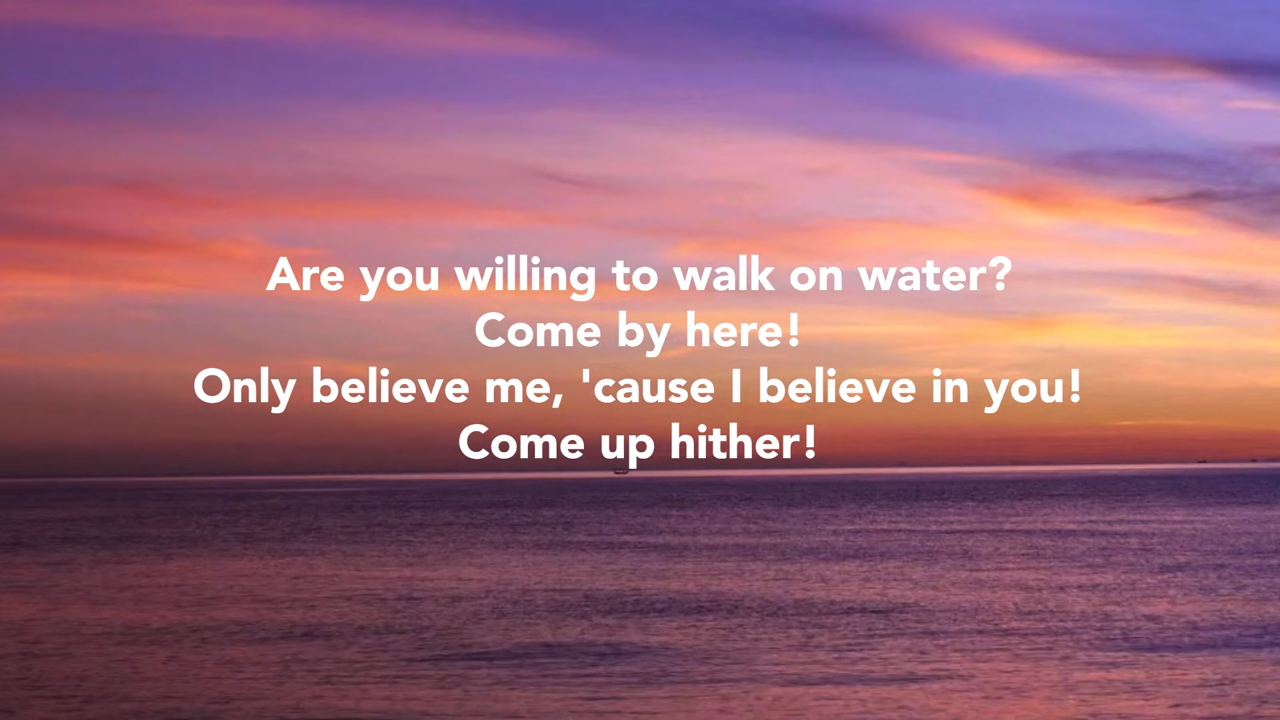 Are you willing to walk on water?
Come by here!
Only believe me, 'cause I believe in you!
Come up hither!